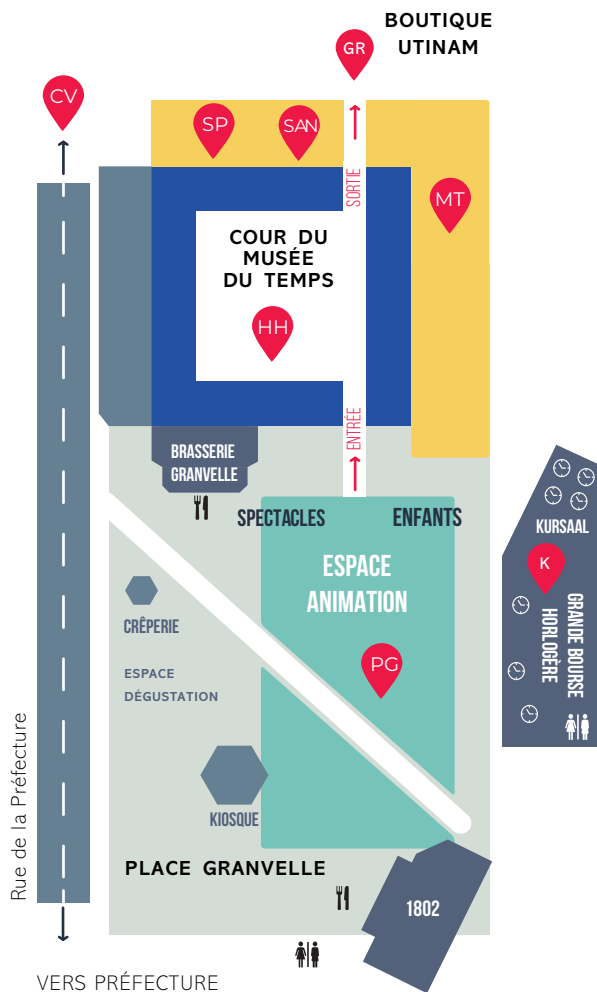 BOUTIQUE
UTINAM
GR
CV
SP
SAN
MT
SORTIE
COUR DU
MUSÉE
DU TEMPS
HH
ENTRÉE
BRASSERIE
GRANVELLE
SPECTACLES
ENFANTS
ESPACE
ANIMATION
PG
KURSAAL
K
GRANDE BOURSE
HORLOGÈRE
CRÊPERIE
ESPACE
DÉGUSTATION
KIOSQUE
Rue de la Préfecture
PLACE GRANVELLE
1802
VERS PRÉFECTURE